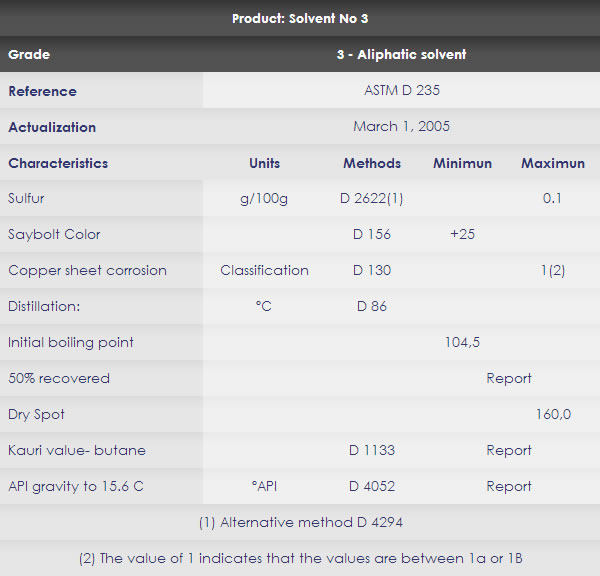 Product: Solvent No 3
Grade 3 - Aliphatic solvent
Reference ASTM D 235
Actualization March 1, 2005
Characteristics Units Methods Minimun Maximun
Sulfur g/100g D 2622(1) 0.1
Saybolt Color D 156 +25
Copper sheet corrosion Classification D 130 1(2)
Distillation: °C D 86
Initial boiling point 104,5
50% recovered Report
Dry Spot 160,0
Kauri value- butane D 1133 Report
API gravity to 15.6 C °API D 4052 Report
(1) Alternative method D 4294
(2) The value of 1 indicates that the values are between 1a or 1B